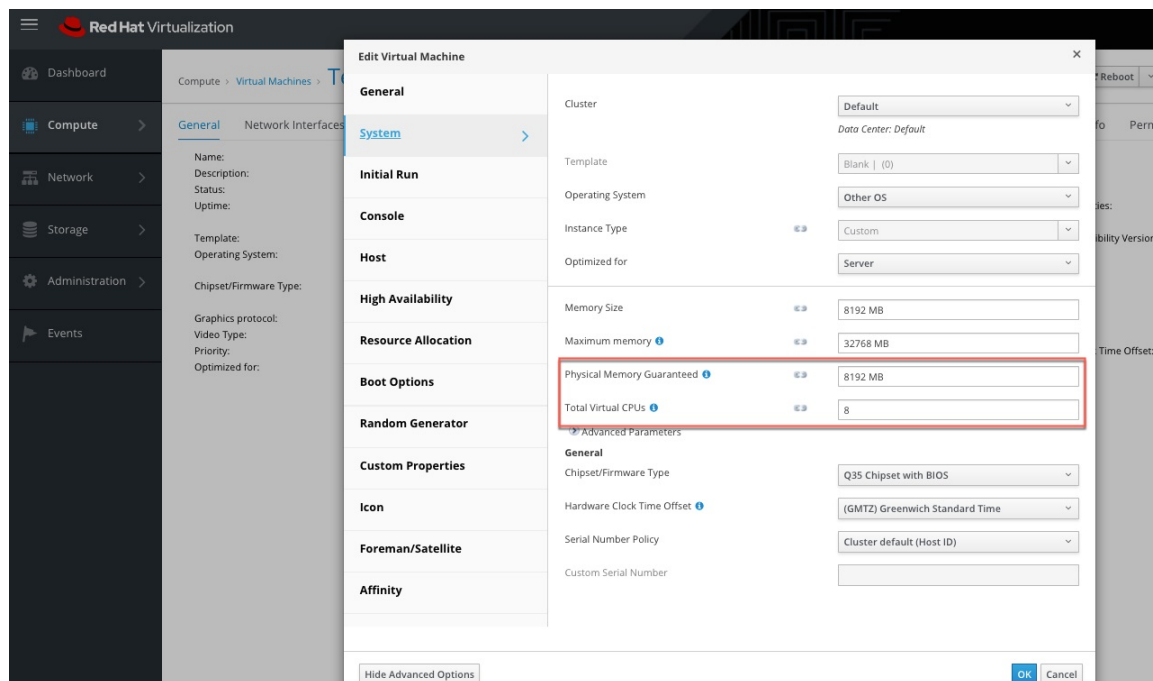 Red Hat Virtualization
Dashboard
Compute
Network
Storage
Administration
Events
Compute > Virtual Machines > Te
Reboot
General Network Interfaces
fo Perm
Name:
Description:
Status:
Uptime:
Template:
Operating System:
Chipset/Firmware Type:
Graphics protocol:
Video Type:
Priority:
Optimized for:
ties:
ibility Version
Time Offset:
Edit Virtual Machine ×
General
System >
Initial Run
Console
Host
High Availability
Resource Allocation
Boot Options
Random Generator
Custom Properties
Icon
Foreman/Satellite
Affinity
Cluster Default
Data Center: Default
Template Blank | (0)
Operating System Other OS
Instance Type Custom
Optimized for Server
Memory Size 8192 MB
Maximum memory 32768 MB
Physical Memory Guaranteed 8192 MB
Total Virtual CPUs 8
Advanced Parameters
General
Chipset/Firmware Type Q35 Chipset with BIOS
Hardware Clock Time Offset (GMTZ) Greenwich Standard Time
Serial Number Policy Cluster default (Host ID)
Custom Serial Number
Hide Advanced Options OK Cancel